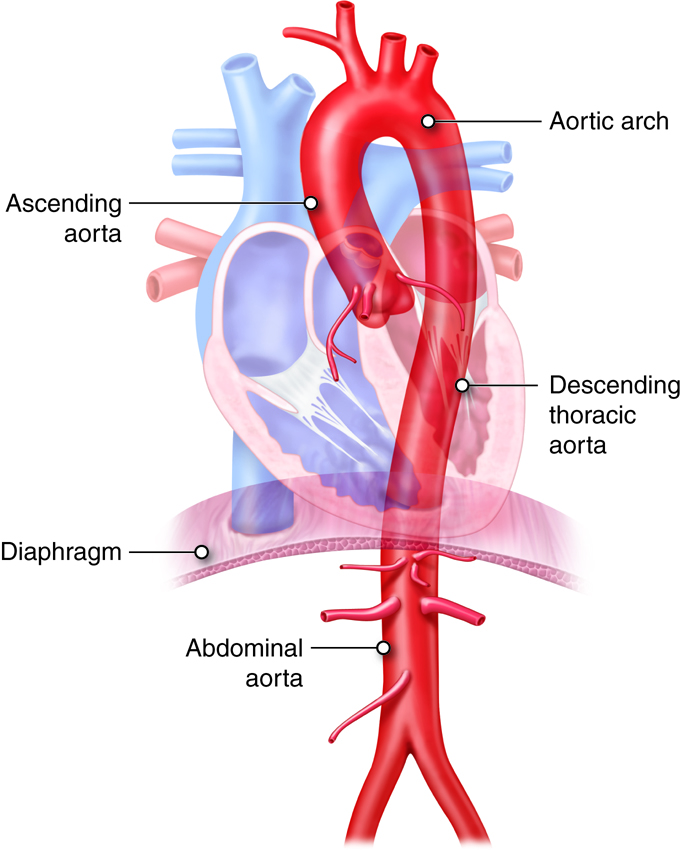 Aortic arch
Ascending
aorta
Descending
thoracic
aorta
Diaphragm
Abdominal
aorta